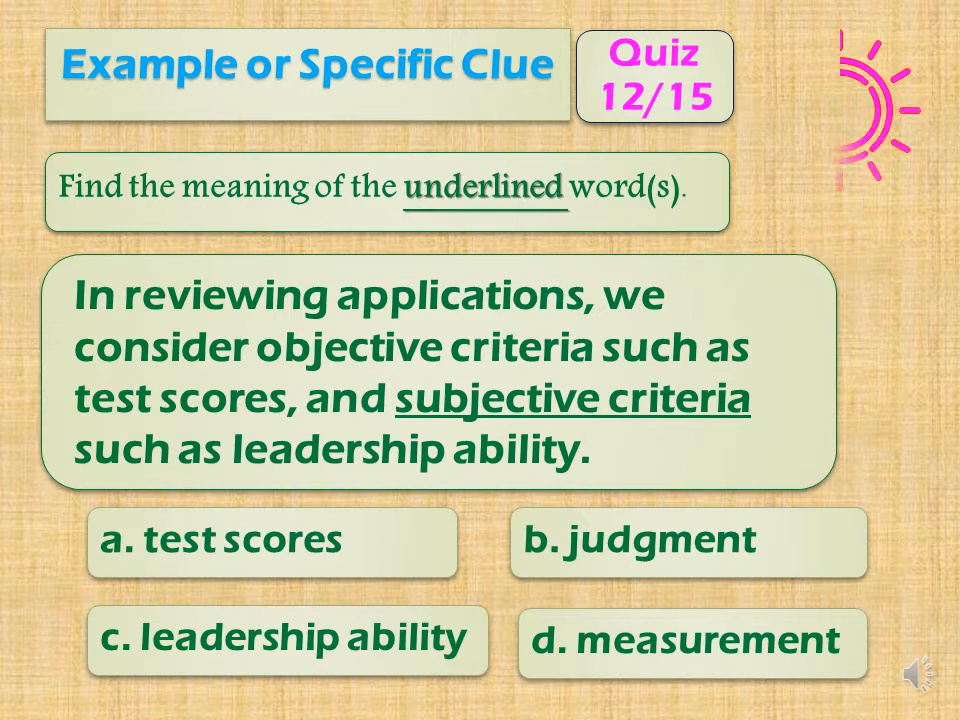 Example or Specific Clue
Quiz
12/15
Find the meaning of the underlined word(s).
In reviewing applications, we
consider objective criteria such as
test scores, and subjective criteria
such as leadership ability.
a. test scores
b. judgment
c. leadership ability
d. measurement